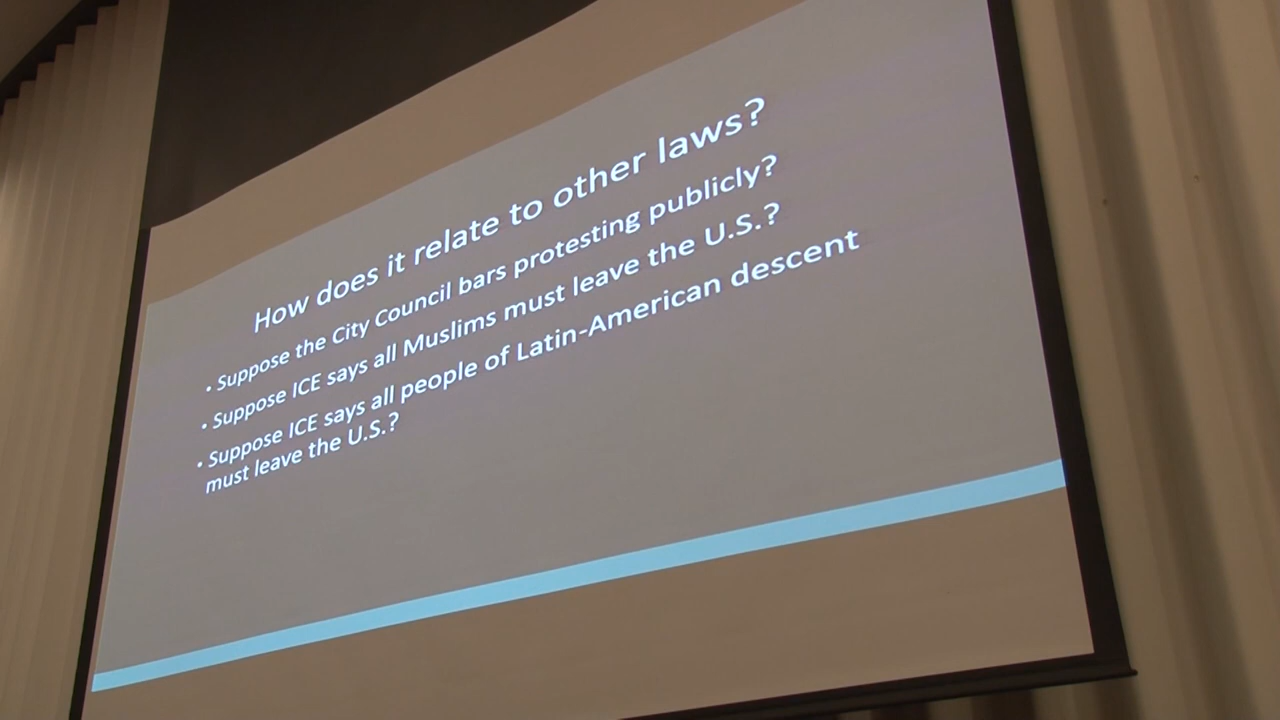 How does it relate to other laws?
• Suppose the City Council bars protesting publicly?
• Suppose ICE says all Muslims must leave the U.S.?
• Suppose ICE says all people of Latin-American descent
must leave the U.S.?